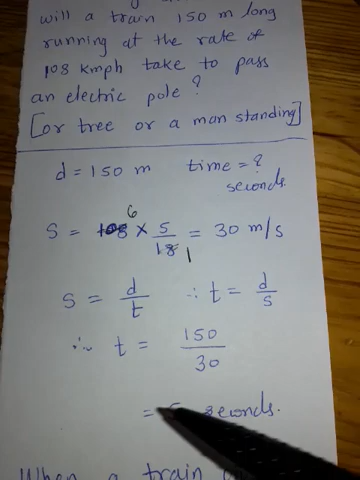 will a train 150 m long
running at the rate of
108 kmph take to pass
an electric pole?
[or tree or a man standing]
d = 150 m time = ?
seconds.
6
S = 108 × 5/18 = 30 m/s
1
S = d/t ∴ t = d/s
∴ t = 150/30
= seconds.
When a train